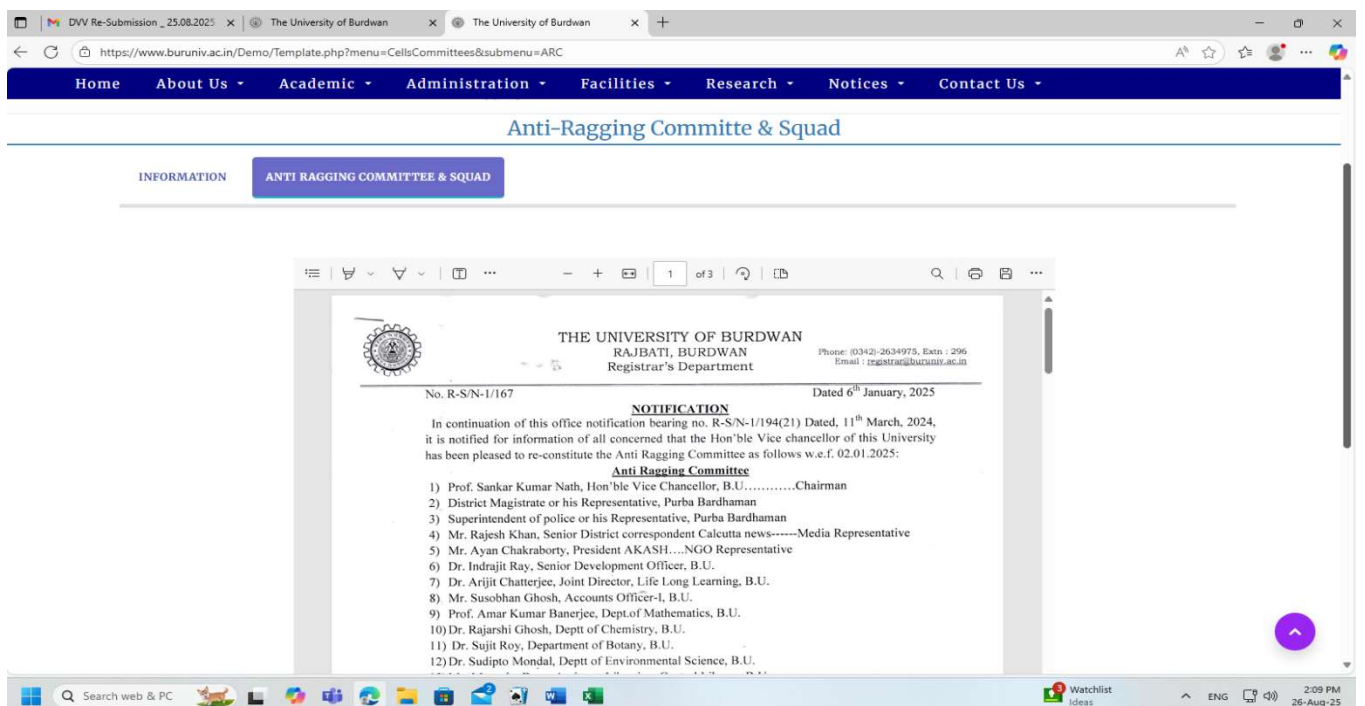 DVV Re-Submission _ 25.08.2025
The University of Burdwan
The University of Burdwan
https://www.buruniv.ac.in/Demo/Template.php?menu=CellsCommittees&submenu=ARC
Home About Us Academic Administration Facilities Research Notices Contact Us
Anti-Ragging Committe & Squad
INFORMATION ANTI RAGGING COMMITTEE & SQUAD
1 of 3
THE UNIVERSITY OF BURDWAN
RAJBATI, BURDWAN
Registrar's Department
Phone: (0342)-2634975, Extn : 296
Email : registrar@buruniv.ac.in
No. R-S/N-1/167 Dated 6th January, 2025
NOTIFICATION
In continuation of this office notification bearing no. R-S/N-1/194(21) Dated, 11th March, 2024,
it is notified for information of all concerned that the Hon'ble Vice chancellor of this University
has been pleased to re-constitute the Anti Ragging Committee as follows w.e.f. 02.01.2025:
Anti Ragging Committee
1) Prof. Sankar Kumar Nath, Hon'ble Vice Chancellor, B.U............Chairman
2) District Magistrate or his Representative, Purba Bardhaman
3) Superintendent of police or his Representative, Purba Bardhaman
4) Mr. Rajesh Khan, Senior District correspondent Calcutta news------Media Representative
5) Mr. Ayan Chakraborty, President AKASH....NGO Representative
6) Dr. Indrajit Ray, Senior Development Officer, B.U.
7) Dr. Arijit Chatterjee, Joint Director, Life Long Learning, B.U.
8) Mr. Susobhan Ghosh, Accounts Officer-I, B.U.
9) Prof. Amar Kumar Banerjee, Dept.of Mathematics, B.U.
10) Dr. Rajarshi Ghosh, Deptt of Chemistry, B.U.
11) Dr. Sujit Roy, Department of Botany, B.U.
12) Dr. Sudipto Mondal, Deptt of Environmental Science, B.U.
Search web & PC
Watchlist
Ideas
ENG
2:09 PM
26-Aug-25